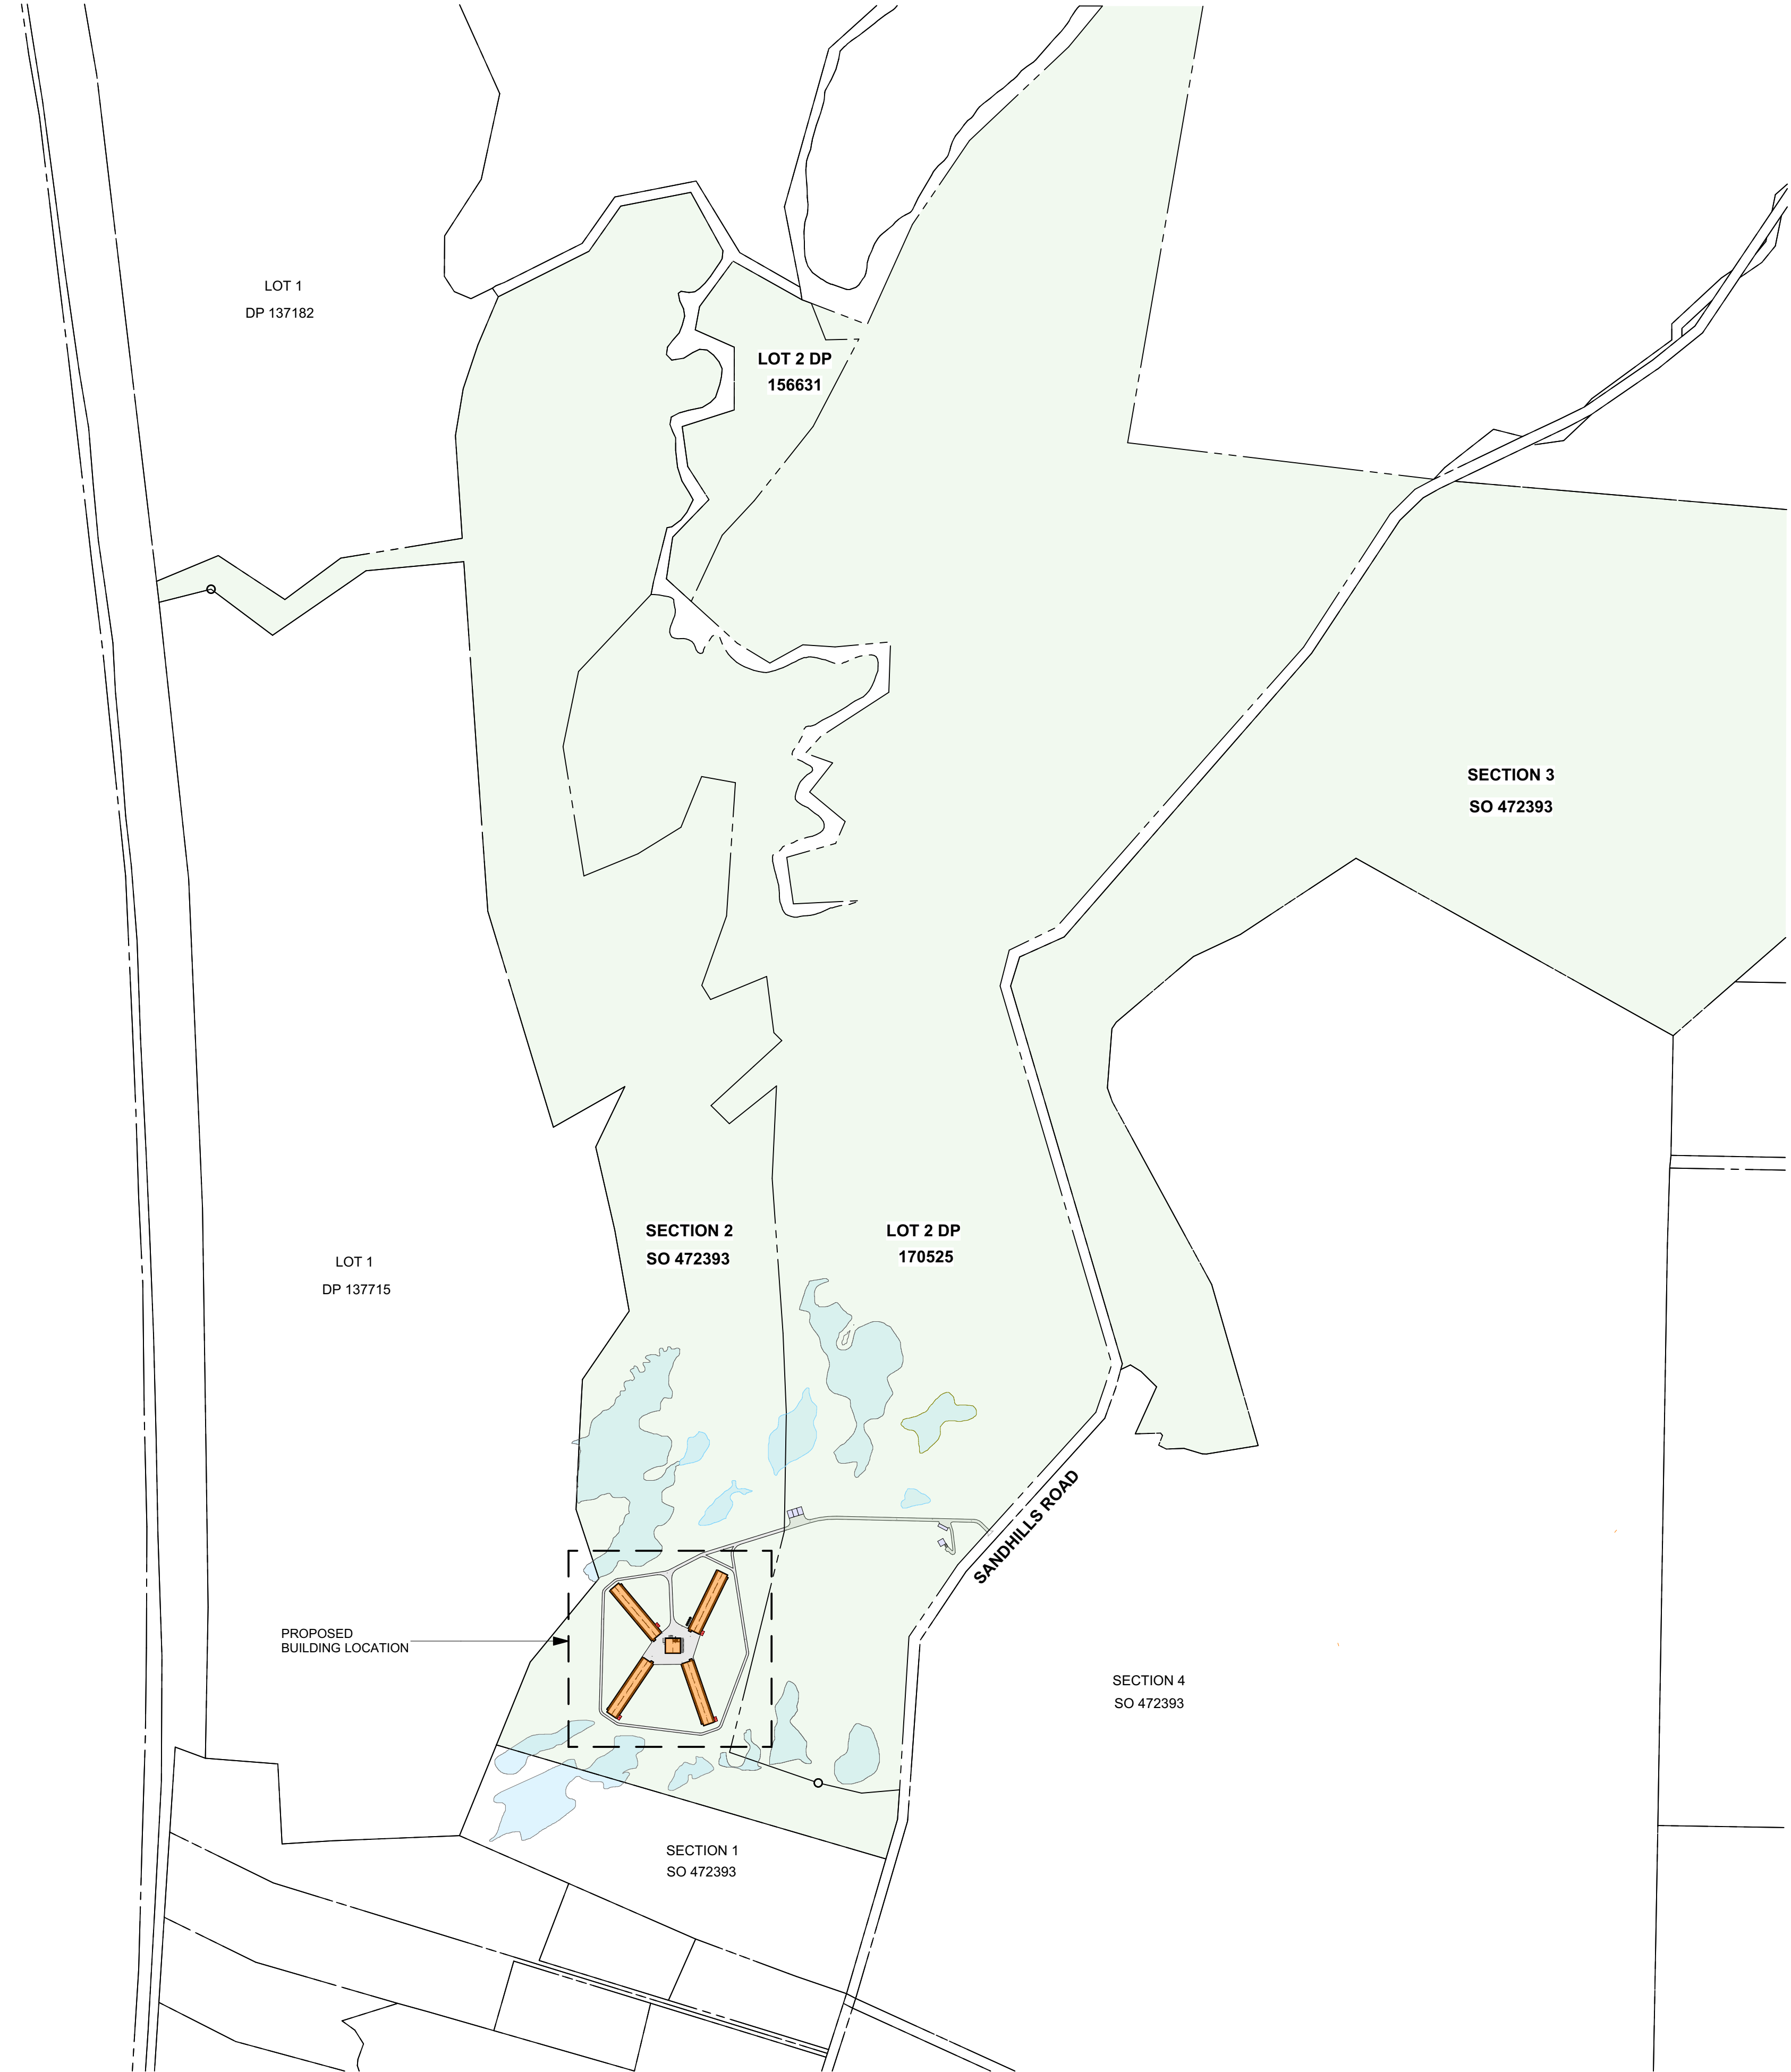 LOT 1
DP 137182
LOT 2 DP
156631
SECTION 3
SO 472393
SECTION 2
SO 472393
LOT 2 DP
170525
LOT 1
DP 137715
SANDHILLS ROAD
PROPOSED
BUILDING LOCATION
SECTION 4
SO 472393
SECTION 1
SO 472393